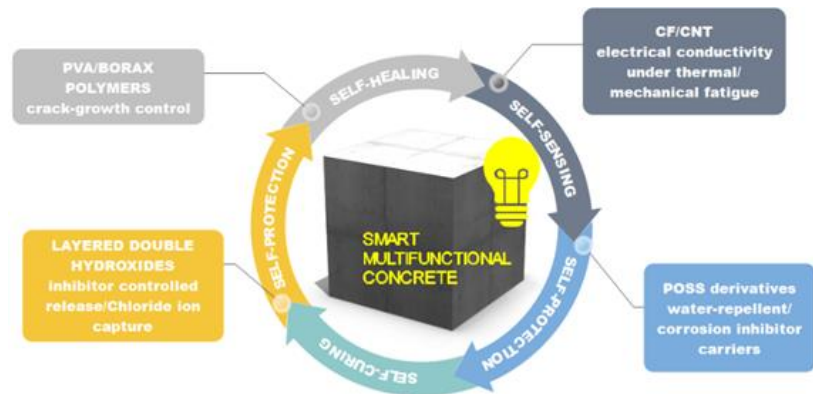 PVA/BORAX
POLYMERS
crack-growth control
CF/CNT
electrical conductivity
under thermal/
mechanical fatigue
SELF-HEALING
SELF-SENSING
SELF-PROTECTION
SELF-CURING
SELF-PROTECTION
SMART
MULTIFUNCTIONAL
CONCRETE
LAYERED DOUBLE
HYDROXIDES
inhibitor controlled
release/Chloride ion
capture
POSS derivatives
water-repellent/
corrosion inhibitor
carriers